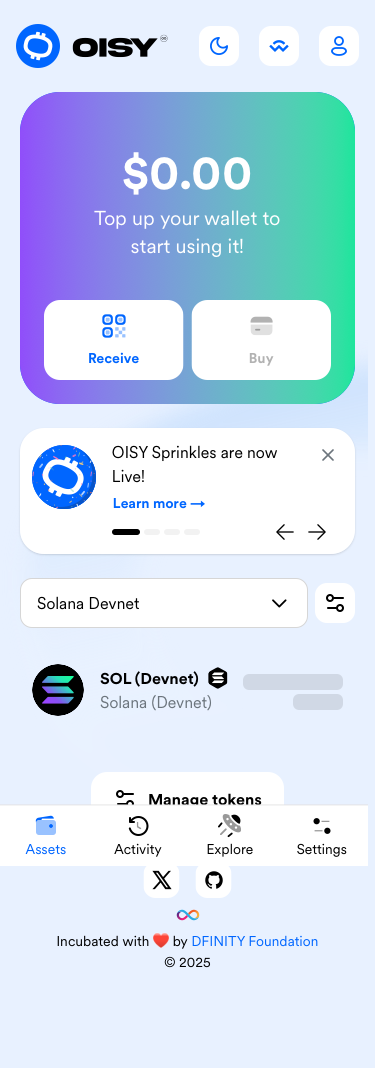 OISY
$0.00
Top up your wallet to
start using it!
Receive
Buy
OISY Sprinkles are now
Live!
Learn more →
Solana Devnet
SOL (Devnet)
Solana (Devnet)
Manage tokens
Assets
Activity
Explore
Settings
Incubated with ❤️ by DFINITY Foundation
© 2025